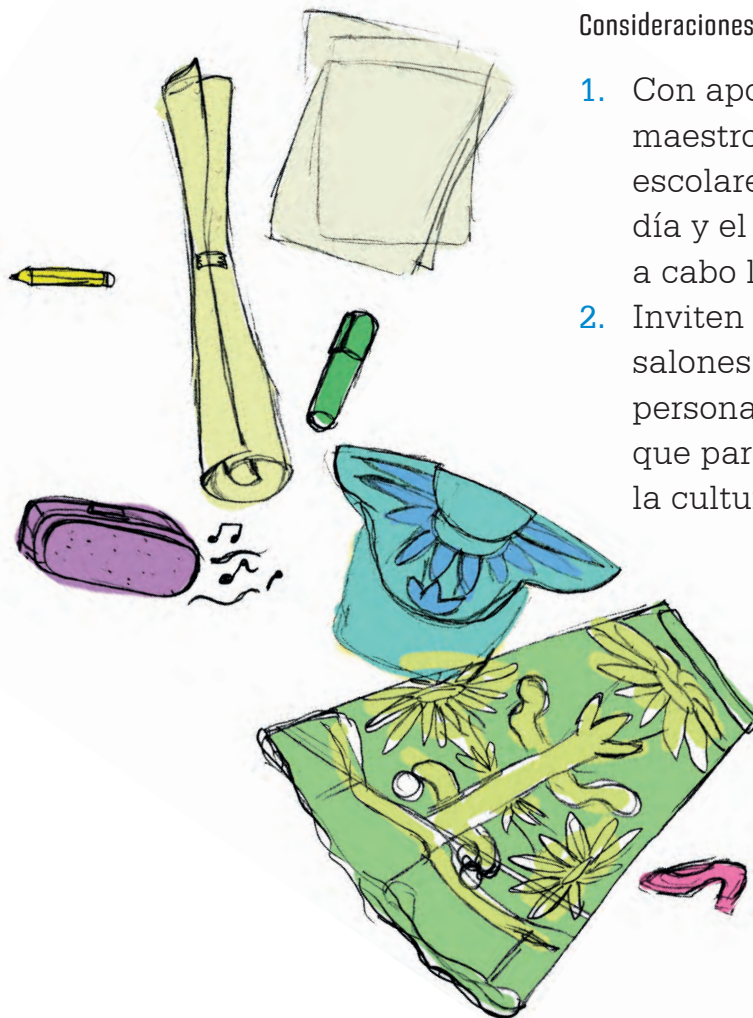 Consideraciones
1. Con apo
maestro
escolare
día y el
a cabo l
2. Inviten
salones
persona
que par
la cultu